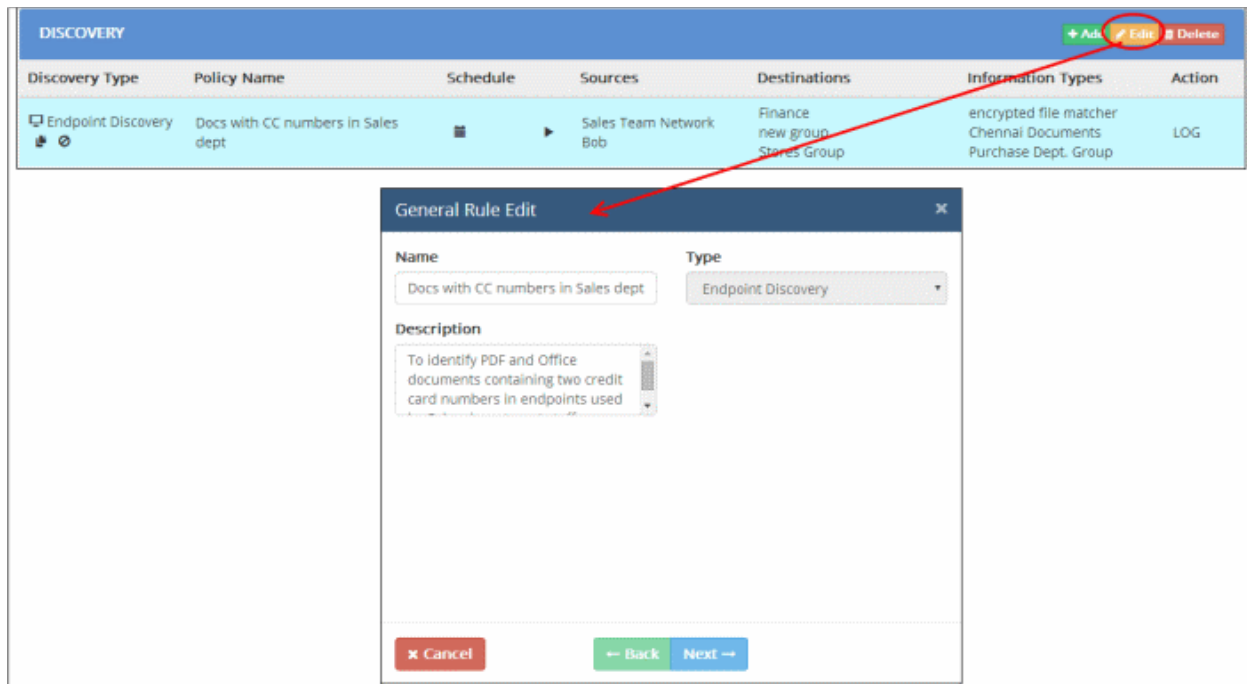 DISCOVERY
+ Add Edit Delete
Discovery Type Policy Name Schedule Sources Destinations Information Types Action
Endpoint Discovery
Docs with CC numbers in Sales
dept
Sales Team Network
Bob
Finance
new group
Stores Group
encrypted file matcher
Chennai Documents
Purchase Dept. Group
LOG
General Rule Edit ×
Name Type
Docs with CC numbers in Sales dept Endpoint Discovery
Description
To identify PDF and Office
documents containing two credit
card numbers in endpoints used
× Cancel ← Back Next →